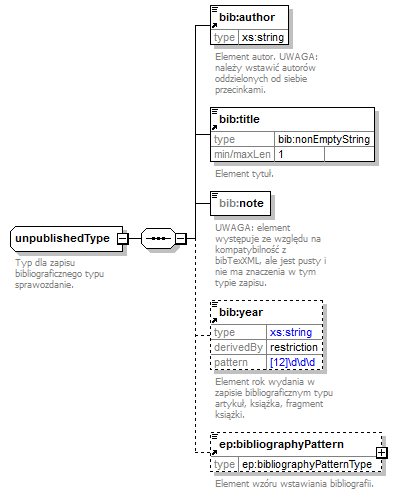 bib:author
type xs:string
Element autor. UWAGA:
należy wstawić autorów
oddzielonych od siebie
przecinkami.
bib:title
type bib:nonEmptyString
min/maxLen 1
Element tytuł.
bib:note
UWAGA: element
występuje ze względu na
kompatybilność z
bibTexXML, ale jest pusty i
nie ma znaczenia w tym
typie zapisu.
unpublishedType
Typ dla zapisu
bibliograficznego typu
sprawozdanie.
bib:year
type xs:string
derivedBy restriction
pattern [12]\d\d\d
Element rok wydania w
zapisie bibliograficznym typu
artykuł, książka, fragment
książki.
ep:bibliographyPattern
type ep:bibliographyPatternType
Element wzóru wstawiania bibliografii.